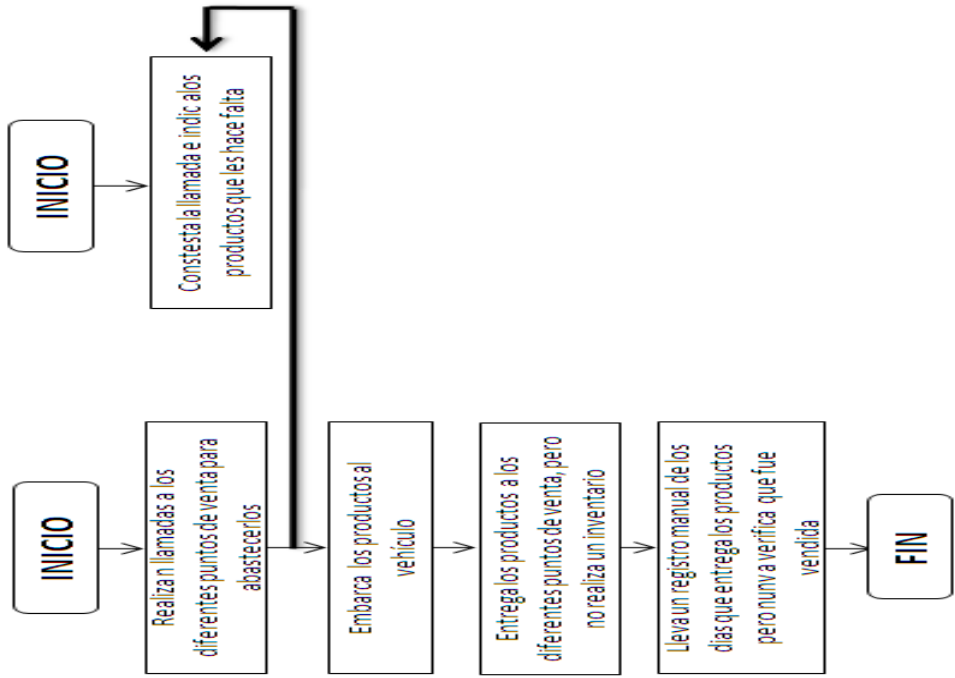 INICIO
Realiza n llamadas a los
diferentes puntos de venta para
abastecerlos
Embarca los productos al
vehículo
Entrega los productos a los
diferentes puntos de venta, pero
no realiza un inventario
Lleva un registro manual de los
dias que entrega los productos
pero nunv a verifica que fue
vendida
FIN
INICIO
Constesta la llamada e indic alos
productos que les hace falta